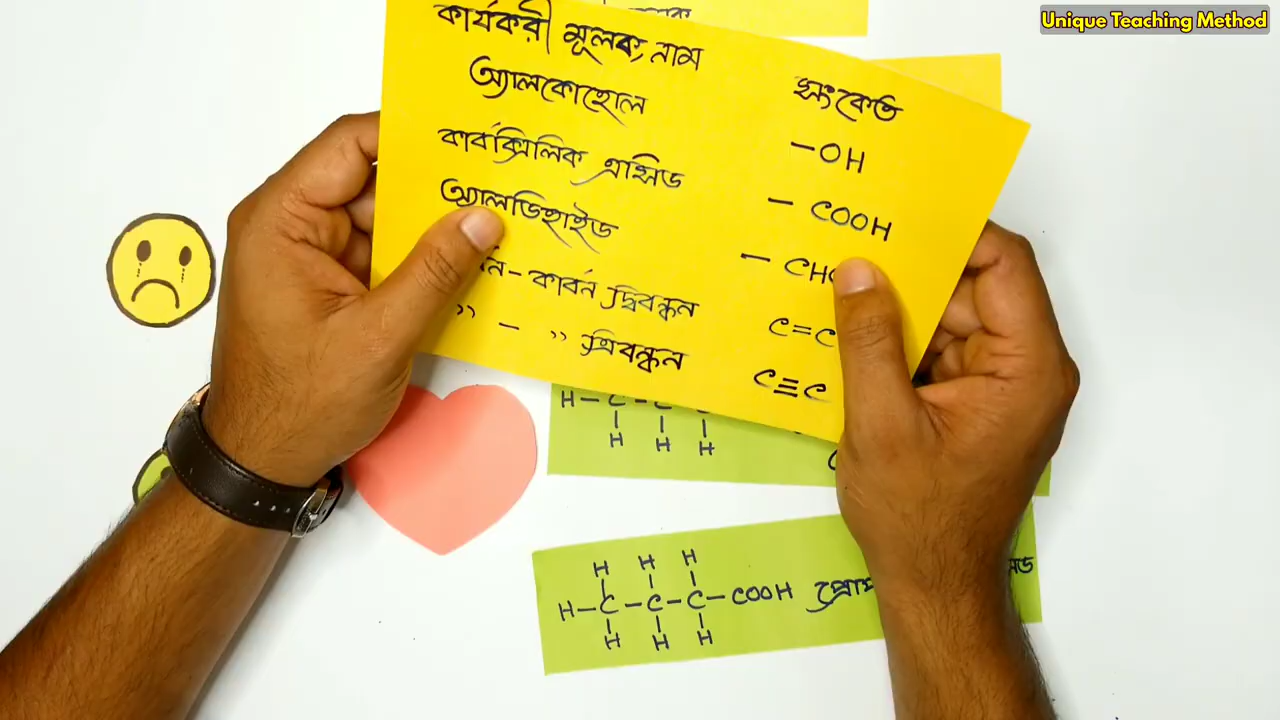 Unique Teaching Method
কার্যকরী মূলক, নাম সংকেত
অ্যালকোহোল –OH
কার্বক্সিলিক এসিড – COOH
অ্যালডিহাইড – CHO
– কার্বন দ্বিবন্ধন C=C
,, – ,, ত্রিবন্ধন C≡C
H– C – C
H H H
H H H
H–C–C–C–COOH
H H H